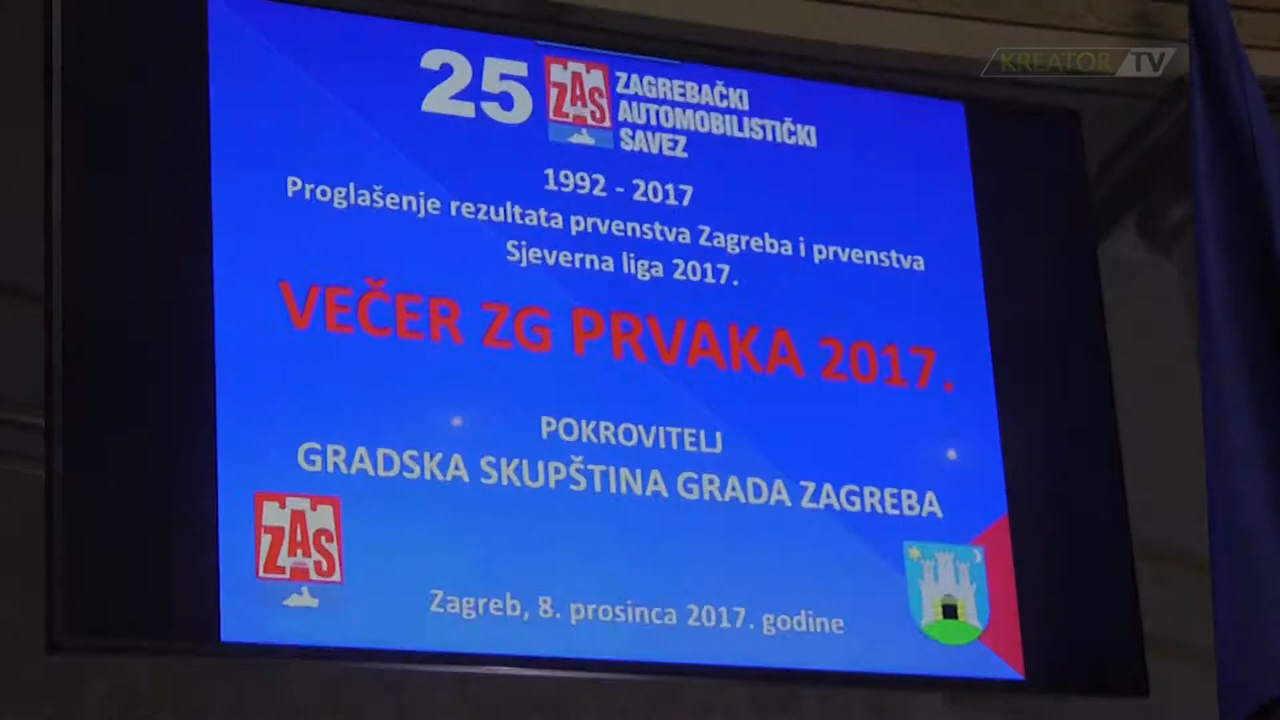 KREATOR TV
25 ZAS ZAGREBAČKI
AUTOMOBILISTIČKI
SAVEZ
1992 - 2017
Proglašenje rezultata prvenstva Zagreba i prvenstva
Sjeverna liga 2017.
VEČER ZG PRVAKA 2017.
POKROVITELJ
GRADSKA SKUPŠTINA GRADA ZAGREBA
ZAS
Zagreb, 8. prosinca 2017. godine